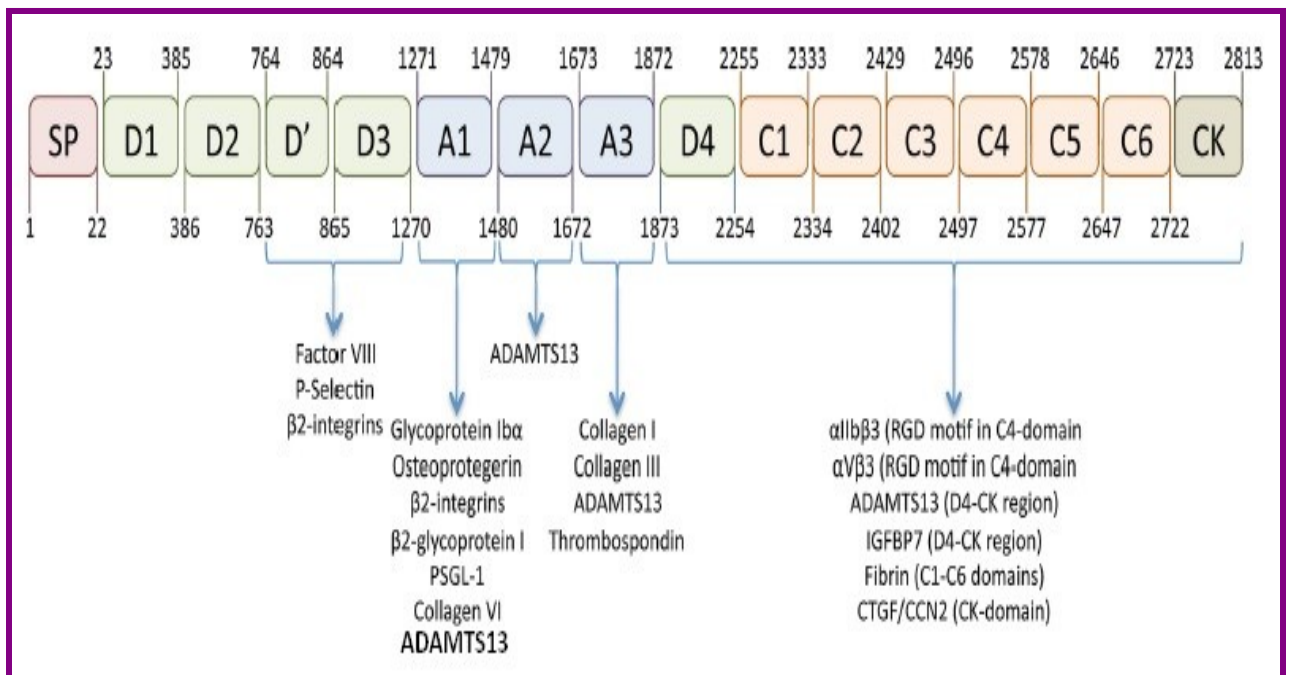 23 385 764 864 1271 1479 1673 1872 2255 2333 2429 2496 2578 2646 2723 2813
SP D1 D2 D’ D3 A1 A2 A3 D4 C1 C2 C3 C4 C5 C6 CK
1 22 386 763 865 1270 1480 1672 1873 2254 2334 2402 2497 2577 2647 2722
Factor VIII
P-Selectin
β2-integrins
Glycoprotein Ibα
Osteoprotegerin
β2-integrins
β2-glycoprotein I
PSGL-1
Collagen VI
ADAMTS13
ADAMTS13
Collagen I
Collagen III
ADAMTS13
Thrombospondin
αIIbβ3 (RGD motif in C4-domain
αVβ3 (RGD motif in C4-domain
ADAMTS13 (D4-CK region)
IGFBP7 (D4-CK region)
Fibrin (C1-C6 domains)
CTGF/CCN2 (CK-domain)